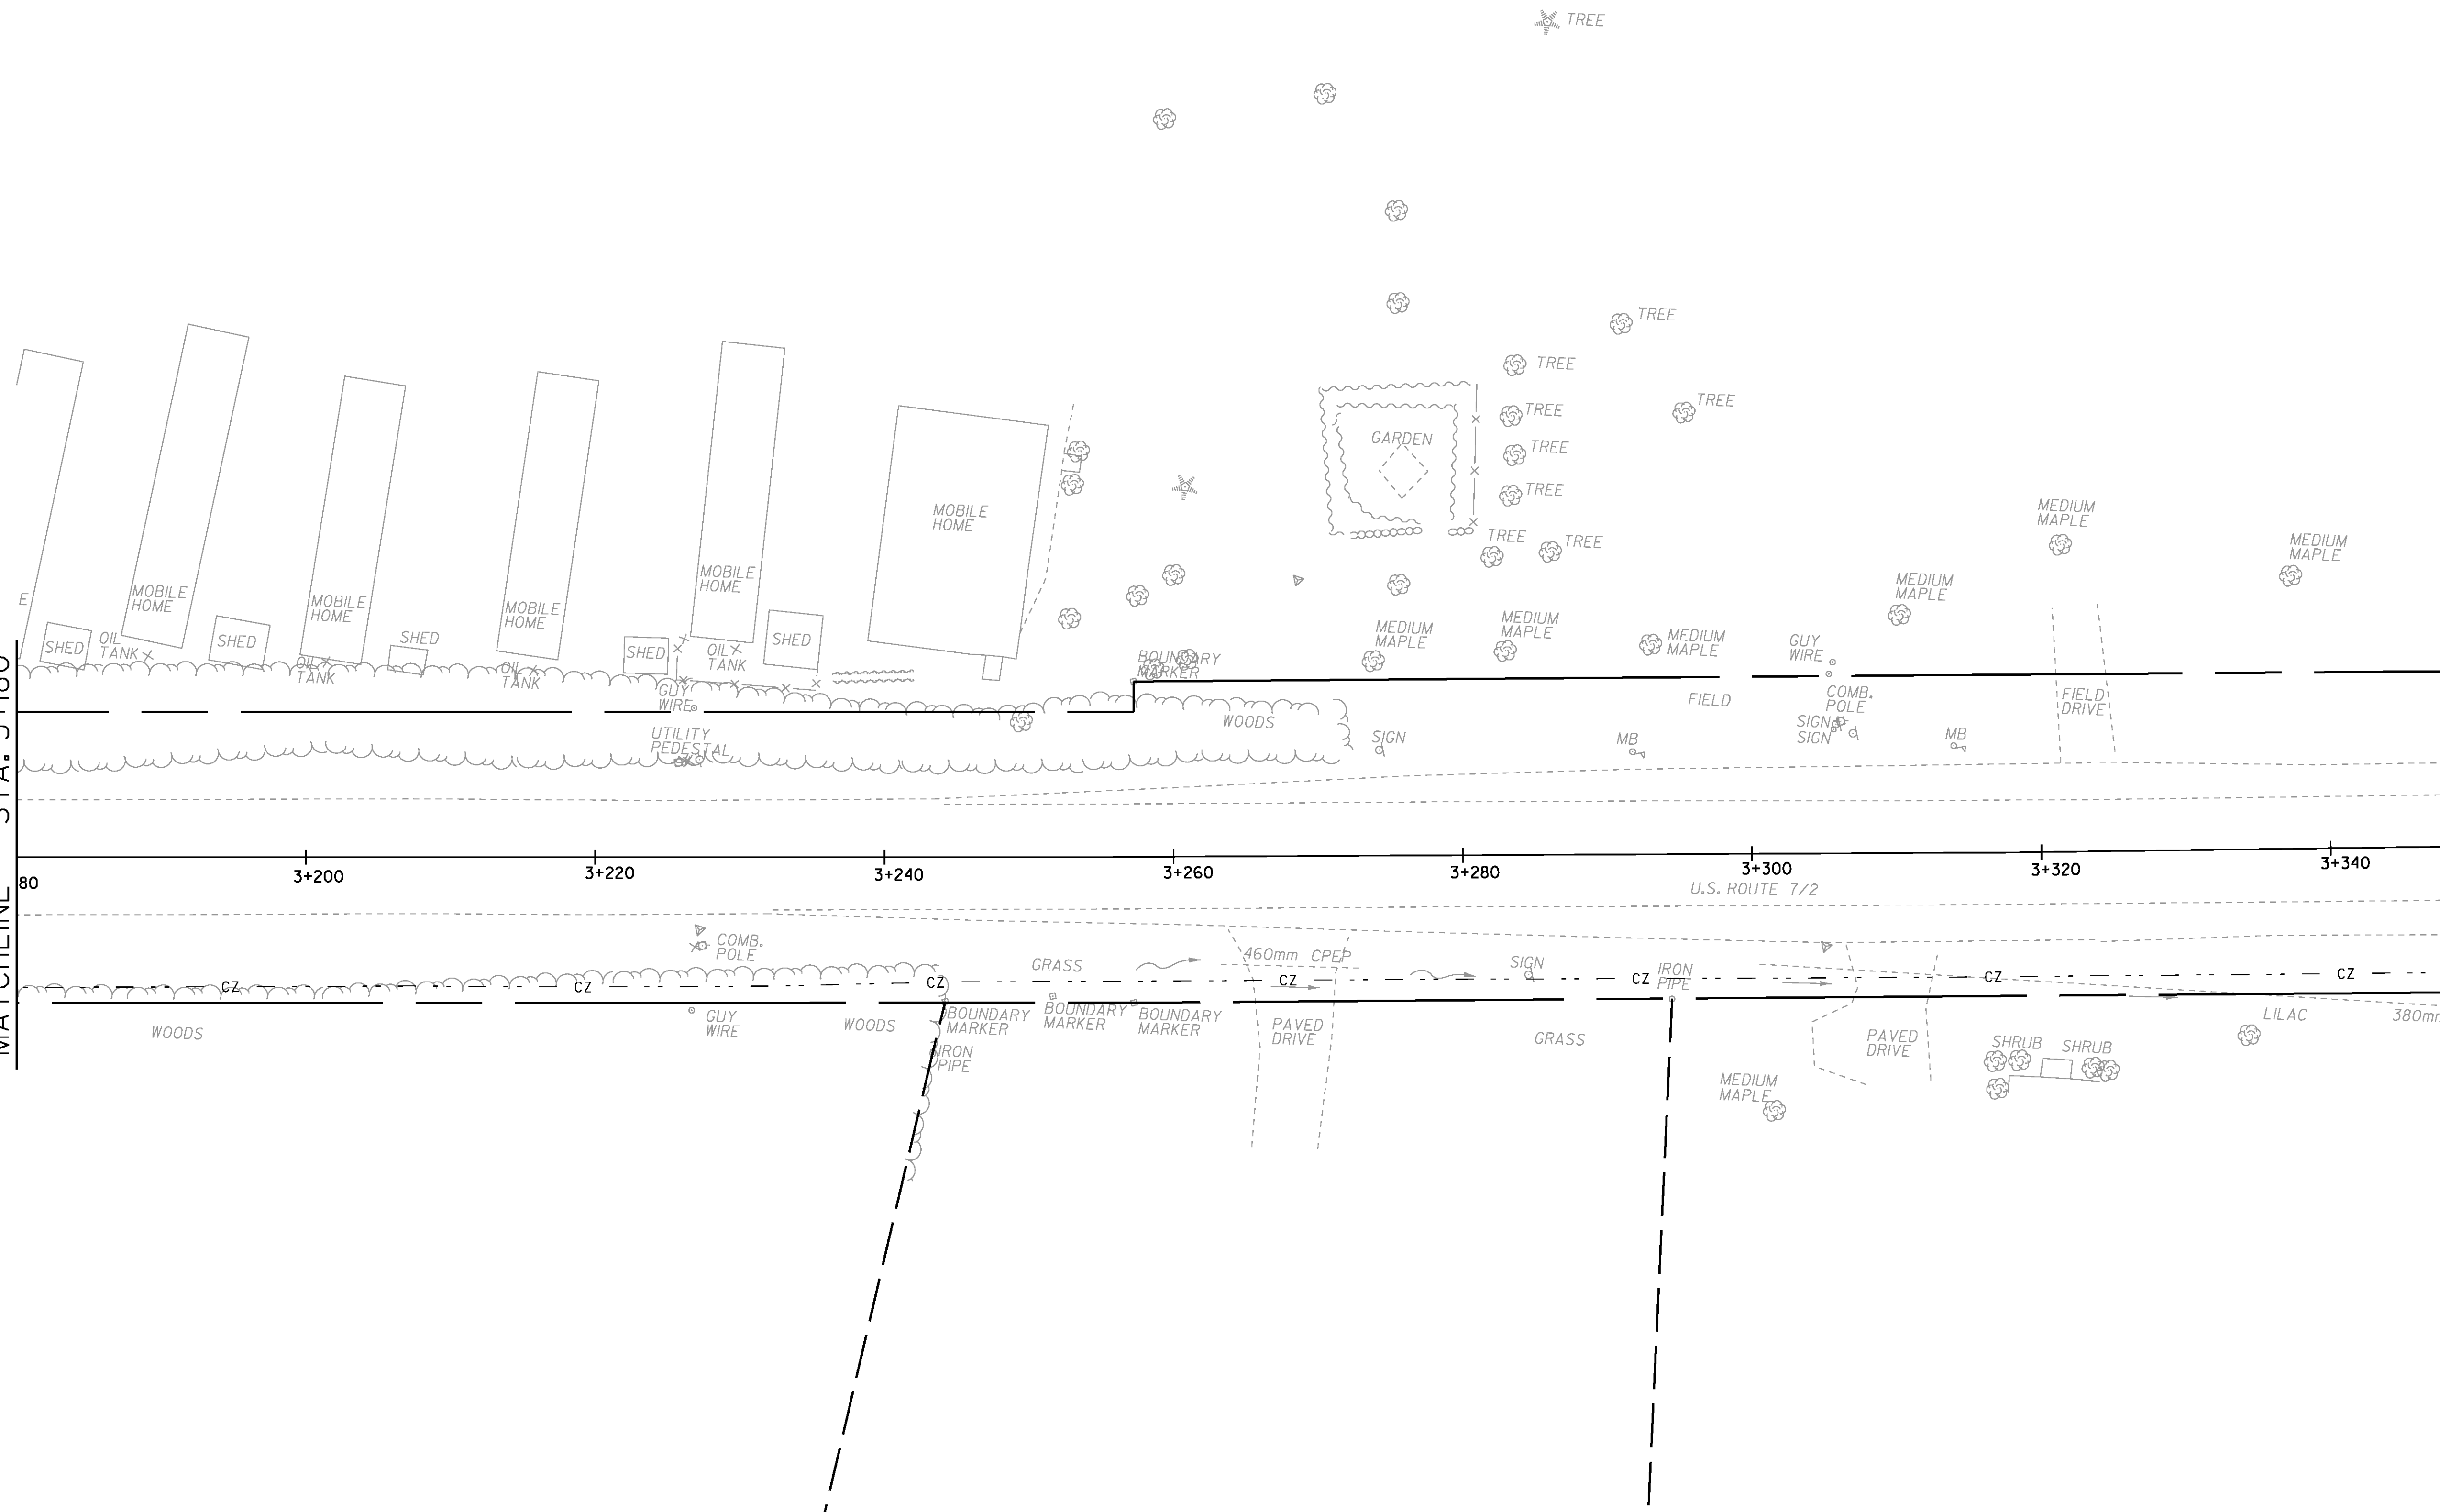 TREE
TREE
TREE
TREE
TREE
GARDEN
TREE
TREE
TREE
TREE
TREE
MOBILE
HOME
MEDIUM
MAPLE
MEDIUM
MAPLE
MOBILE
HOME
MEDIUM
MAPLE
E
MOBILE
HOME
MOBILE
HOME
MOBILE
HOME
MEDIUM
MAPLE
MEDIUM
MAPLE
MEDIUM
MAPLE
SHED
OIL
TANK
SHED
SHED
SHED
OIL
TANK
SHED
GUY
WIRE
OIL
TANK
OIL
TANK
BOUNDARY
MARKER
GUY
WIRE
FIELD
COMB.
POLE
FIELD
DRIVE
WOODS
SIGN
SIGN
SIGN
MB
MB
UTILITY
PEDESTAL
MATCHLINE STA. 3+180
80
3+200
3+220
3+240
3+260
3+280
3+300
3+320
3+340
U.S. ROUTE 7/2
COMB.
POLE
GRASS
460mm CPEP
SIGN
IRON
PIPE
CZ
CZ
CZ
CZ
CZ
CZ
CZ
WOODS
GUY
WIRE
WOODS
BOUNDARY
MARKER
BOUNDARY
MARKER
BOUNDARY
MARKER
PAVED
DRIVE
GRASS
PAVED
DRIVE
SHRUB
SHRUB
LILAC
380mm
IRON
PIPE
MEDIUM
MAPLE